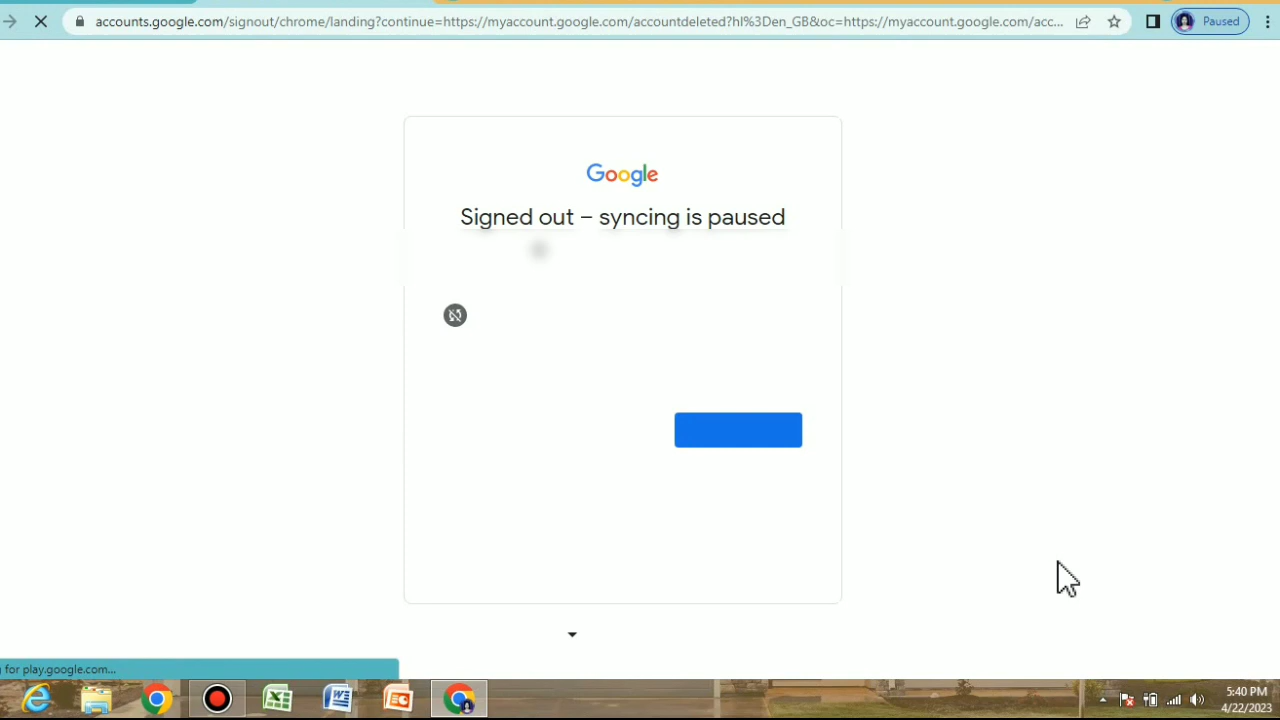 accounts.google.com/signout/chrome/landing?continue=https://myaccount.google.com/accountdeleted?hl%3Den_GB&oc=https://myaccount.google.com/acc...
Paused
Google
Signed out – syncing is paused
for play.google.com...
5:40 PM
4/22/2023